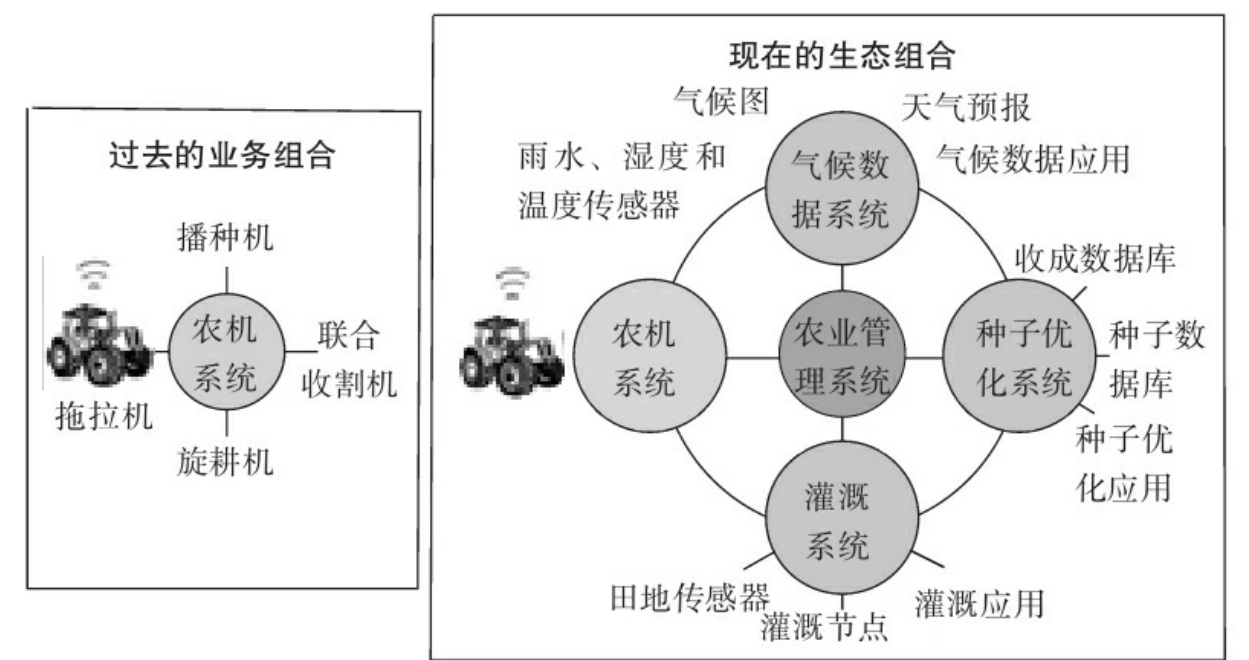 过去的业务组合
播种机
农机
系统
联合
收割机
拖拉机
旋耕机
现在的生态组合
气候图
天气预报
雨水、湿度和
温度传感器
气候数
据系统
气候数据应用
收成数据库
农机
系统
农业管
理系统
种子优
化系统
种子数
据库
种子优
化应用
灌溉
系统
田地传感器
灌溉节点
灌溉应用